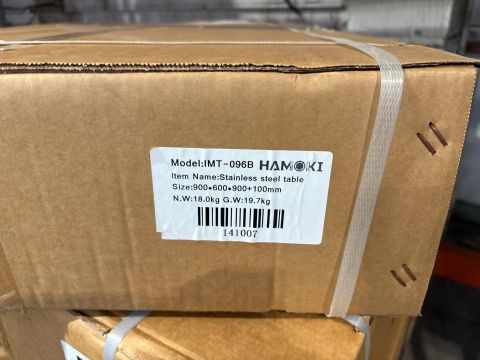 Model:IMT-096B HAMOKI
Item Name:Stainless steel table
Size:900*600*900+100mm
N.W:18.0kg G.W:19.7kg
141007